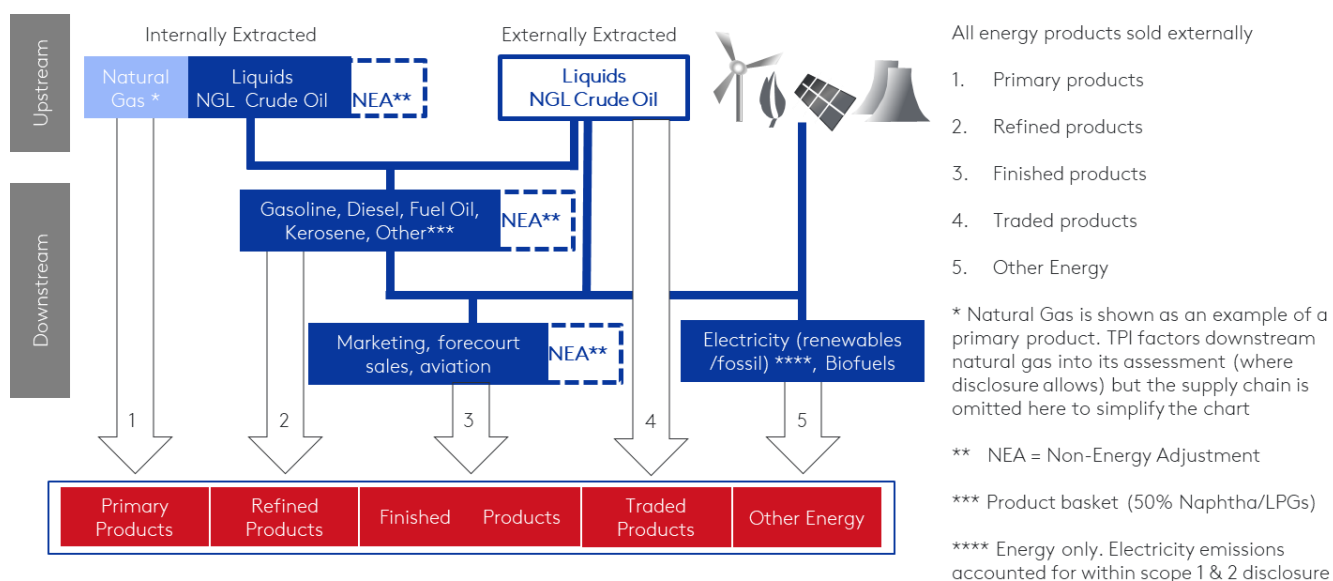 Upstream
Internally Extracted
Natural
Gas *
Liquids
NGL Crude Oil
NEA**
Externally Extracted
Liquids
NGL Crude Oil
Downstream
Gasoline, Diesel, Fuel Oil,
Kerosene, Other***
NEA**
Marketing, forecourt
sales, aviation
NEA**
Electricity (renewables
/fossil) ****, Biofuels
1
2
3
4
5
Primary
Products
Refined
Products
Finished Products
Traded
Products
Other Energy
All energy products sold externally
1. Primary products
2. Refined products
3. Finished products
4. Traded products
5. Other Energy
* Natural Gas is shown as an example of a
primary product. TPI factors downstream
natural gas into its assessment (where
disclosure allows) but the supply chain is
omitted here to simplify the chart
** NEA = Non-Energy Adjustment
*** Product basket (50% Naphtha/LPGs)
**** Energy only. Electricity emissions
accounted for within scope 1 & 2 disclosure